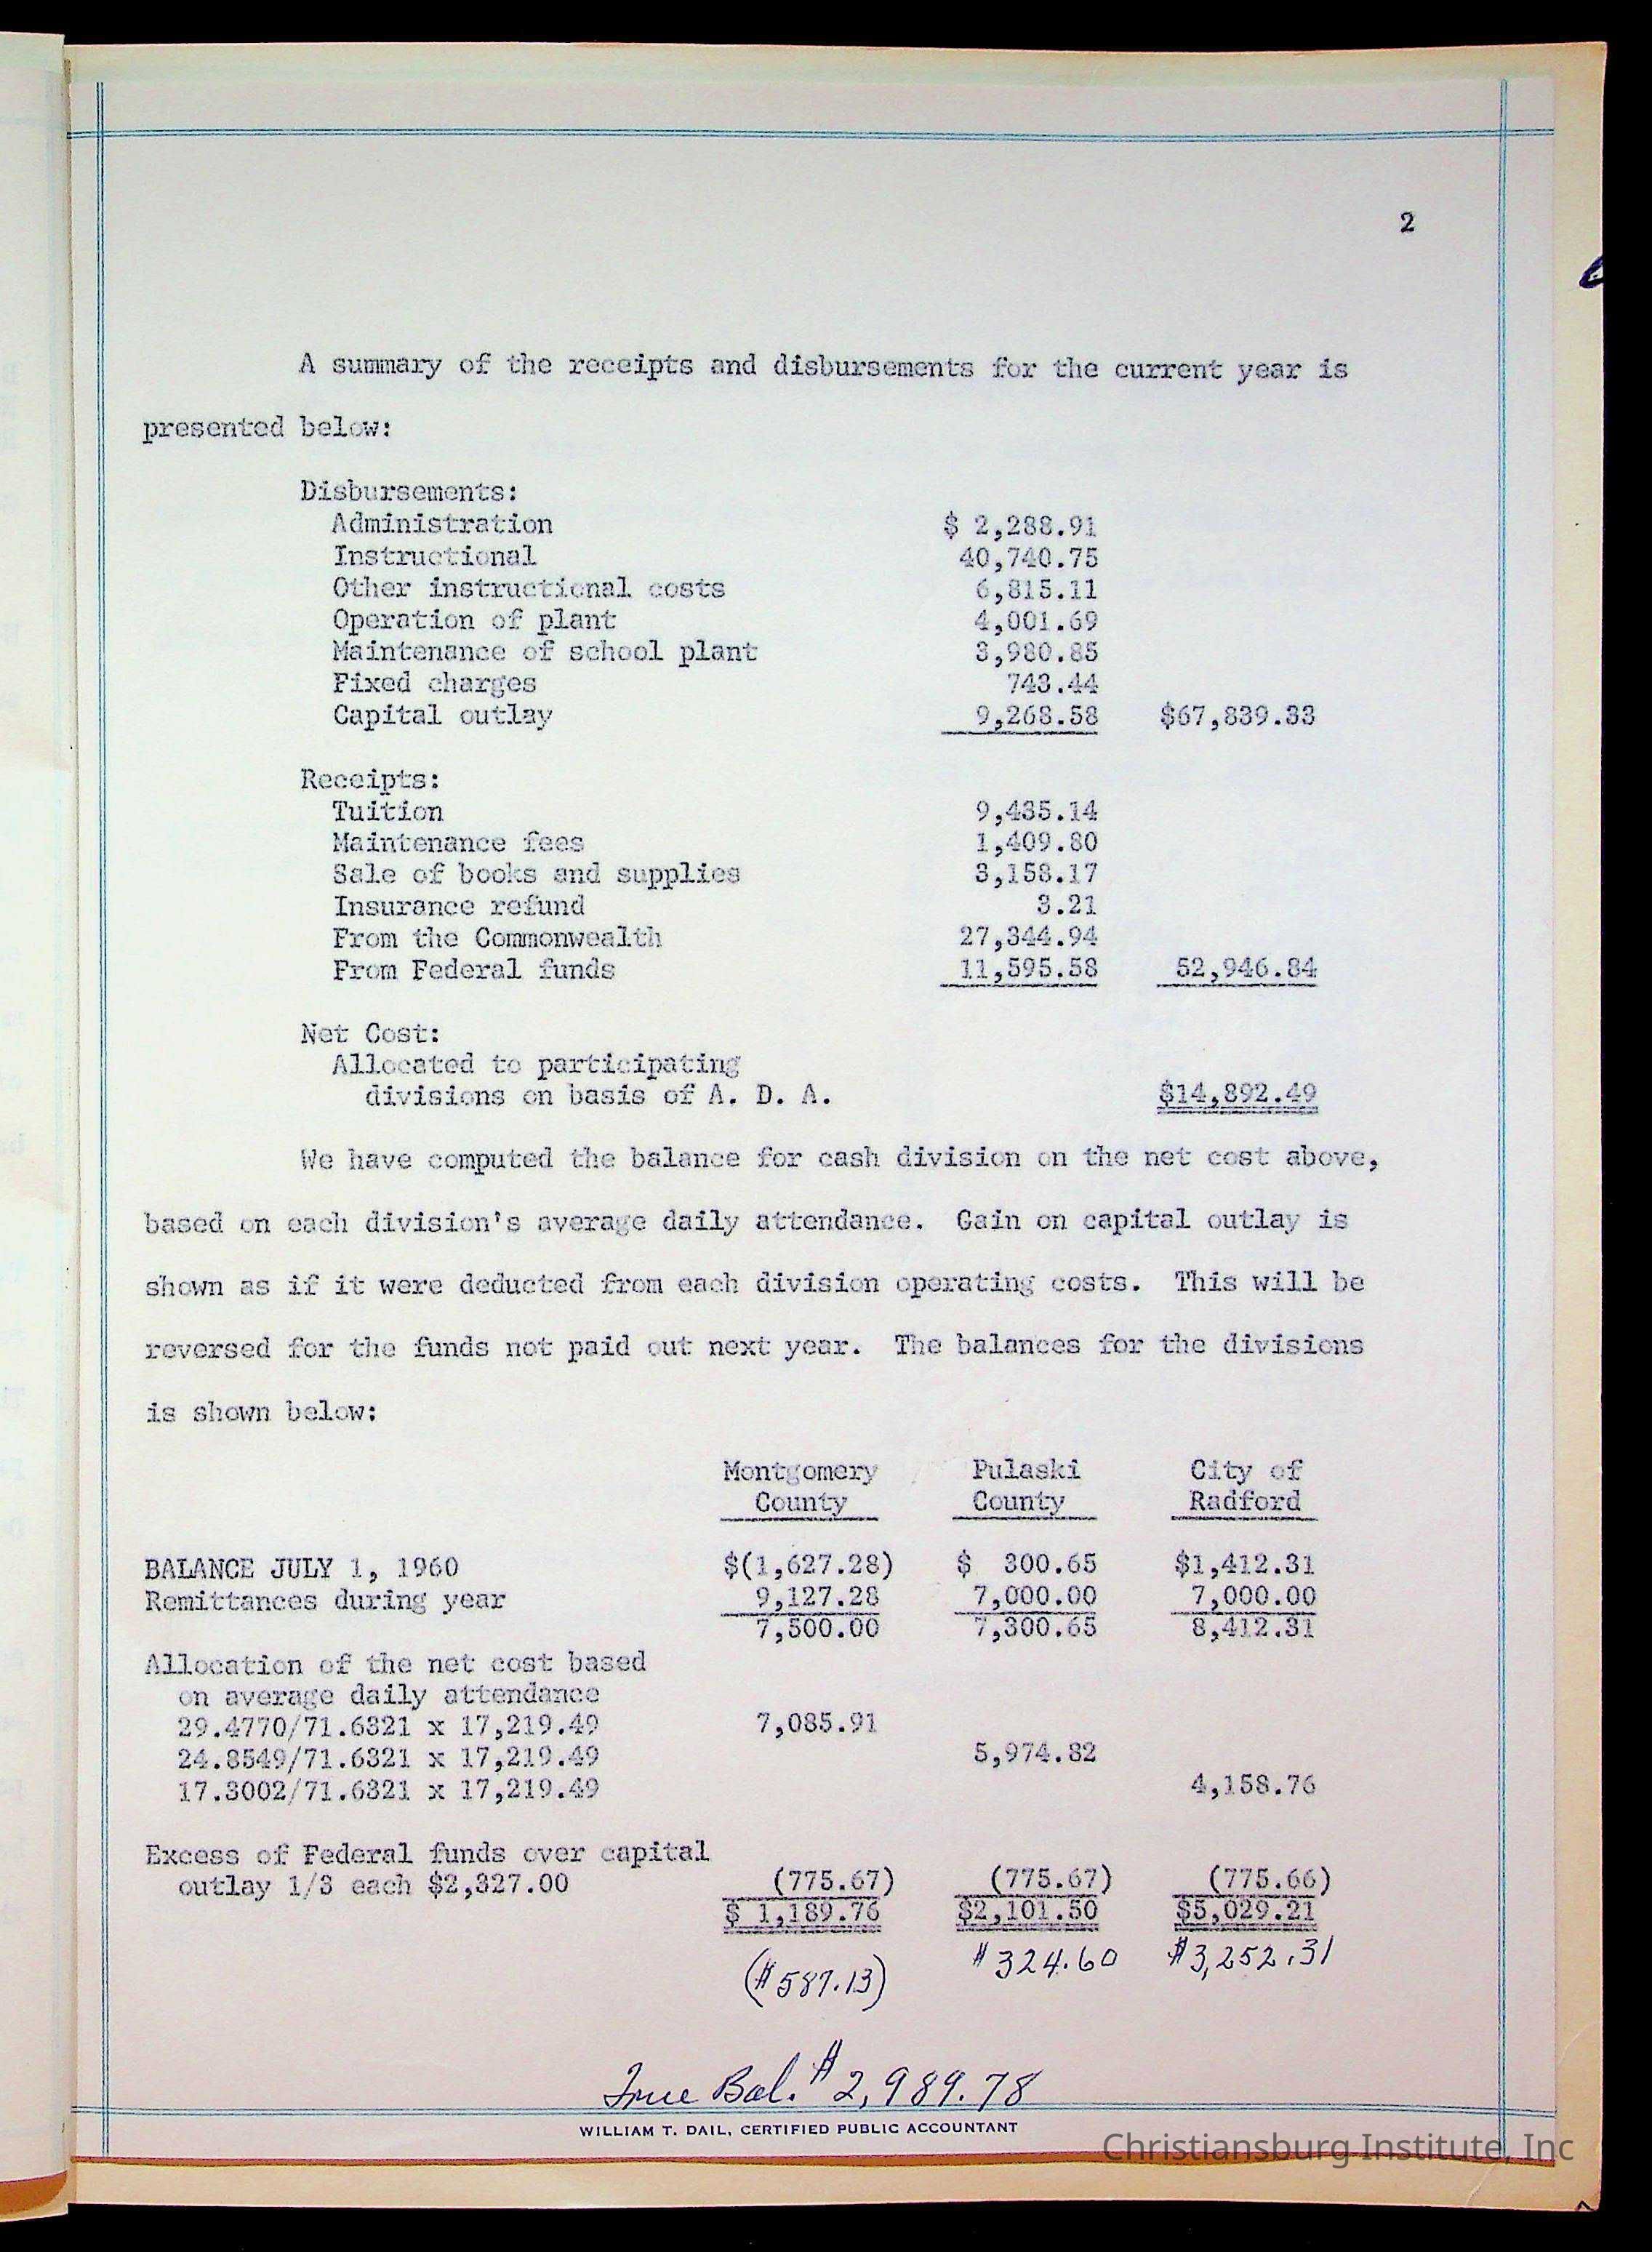 2
A summary of the receipts and disbursements for the current year is
presented below:
Disbursements:
Administration $ 2,288.91
Instructional 40,740.75
Other instructional costs 6,815.11
Operation of plant 4,001.69
Maintenance of school plant 3,980.85
Fixed charges 743.44
Capital outlay 9,268.58 $67,839.33
Receipts:
Tuition 9,435.14
Maintenance fees 1,409.80
Sale of books and supplies 3,158.17
Insurance refund 3.21
From the Commonwealth 27,344.94
From Federal funds 11,595.58 52,946.84
Net Cost:
Allocated to participating
divisions on basis of A. D. A. $14,892.49
We have computed the balance for cash division on the net cost above,
based on each division's average daily attendance. Gain on capital outlay is
shown as if it were deducted from each division operating costs. This will be
reversed for the funds not paid out next year. The balances for the divisions
is shown below:
Montgomery Pulaski City of
County County Radford
BALANCE JULY 1, 1960 $(1,627.28) $ 300.65 $1,412.31
Remittances during year 9,127.28 7,000.00 7,000.00
7,500.00 7,300.65 8,412.31
Allocation of the net cost based
on average daily attendance
29.4770/71.6321 x 17,219.49 7,085.91
24.8549/71.6321 x 17,219.49 5,974.82
17.3002/71.6321 x 17,219.49 4,158.76
Excess of Federal funds over capital
outlay 1/3 each $2,327.00 (775.67) (775.67) (775.66)
$ 1,189.76 $2,101.50 $5,029.21
($587.13) $324.60 $3,252.31
True Bal. $2,989.78
WILLIAM T. DAIL, CERTIFIED PUBLIC ACCOUNTANT
Christiansburg Institute, Inc